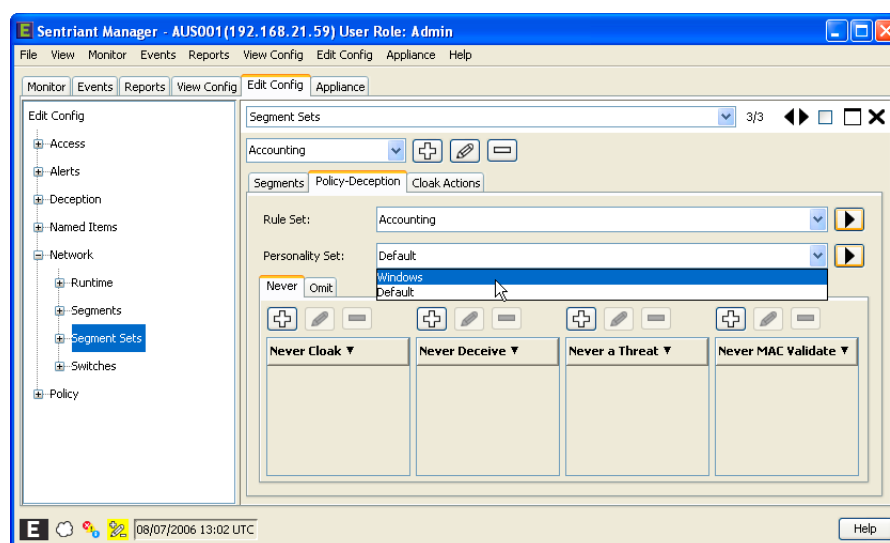 E Sentriant Manager - AUS001(192.168.21.59) User Role: Admin
File View Monitor Events Reports View Config Edit Config Appliance Help
Monitor Events Reports View Config Edit Config Appliance
Edit Config
Segment Sets 3/3
Access
Accounting
Alerts
Segments Policy-Deception Cloak Actions
Deception
Rule Set: Accounting
Named Items
Network
Personality Set: Default
Windows
Default
Runtime
Never Omit
Segments
Segment Sets
Never Cloak Never Deceive Never a Threat Never MAC Validate
Switches
Policy
E 08/07/2006 13:02 UTC Help